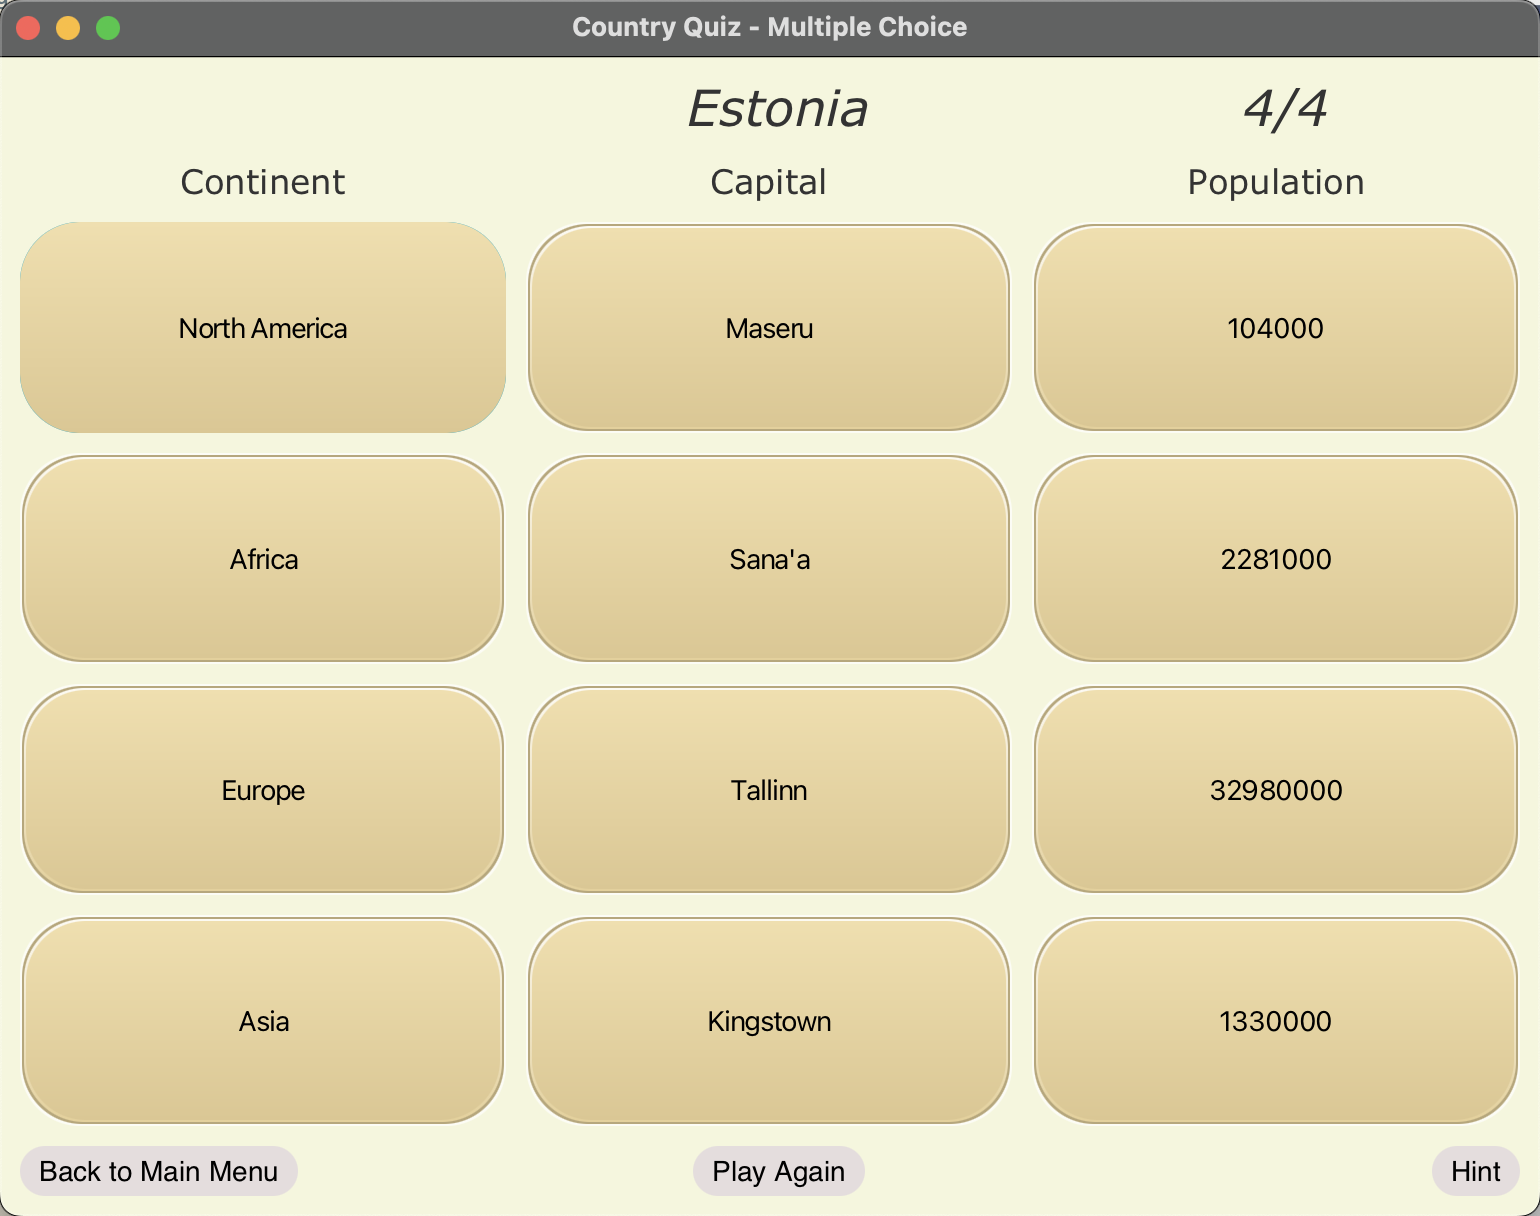 Country Quiz - Multiple Choice
Estonia 4/4
Continent Capital Population
North America Maseru 104000
Africa Sana'a 2281000
Europe Tallinn 32980000
Asia Kingstown 1330000
Back to Main Menu Play Again Hint